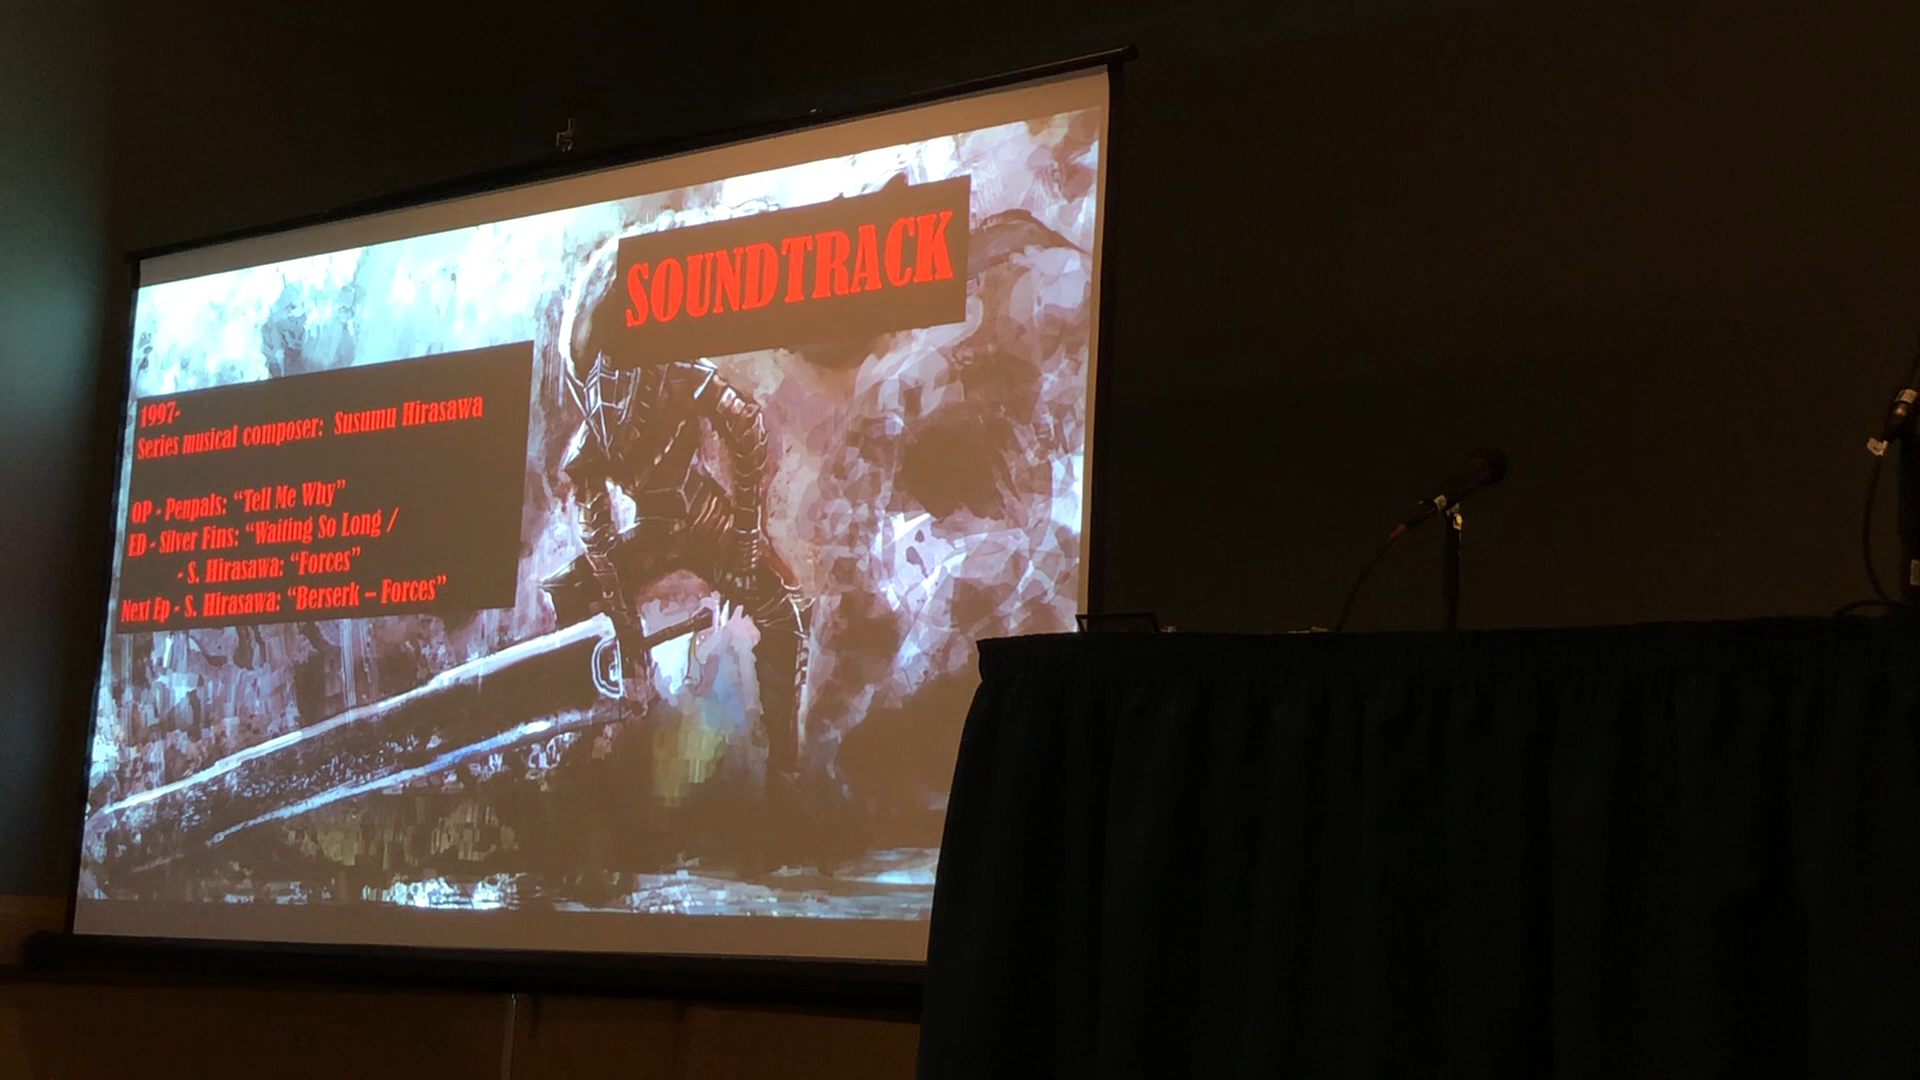 SOUNDTRACK
1997-
Series musical composer: Susumu Hirasawa
OP - Penpals: “Tell Me Why”
ED - Silver Fins: “Waiting So Long /
- S. Hirasawa: “Forces”
Next Ep - S. Hirasawa: “Berserk – Forces”